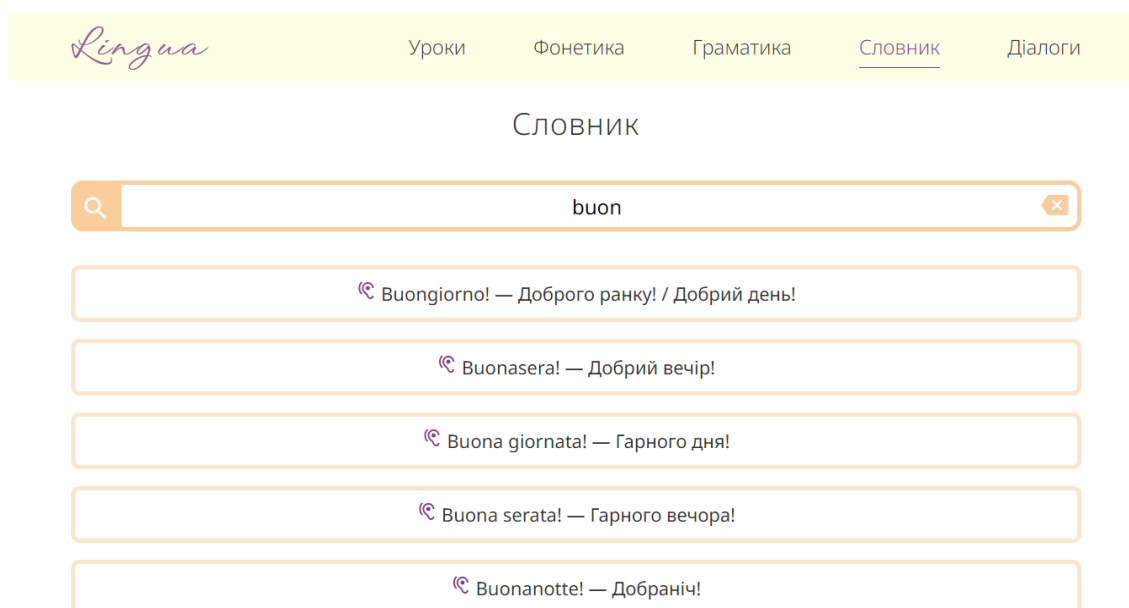 Lingua Уроки Фонетика Граматика Словник Діалоги
Словник
buon
Buongiorno! — Доброго ранку! / Добрий день!
Buonasera! — Добрий вечір!
Buona giornata! — Гарного дня!
Buona serata! — Гарного вечора!
Buonanotte! — Добраніч!